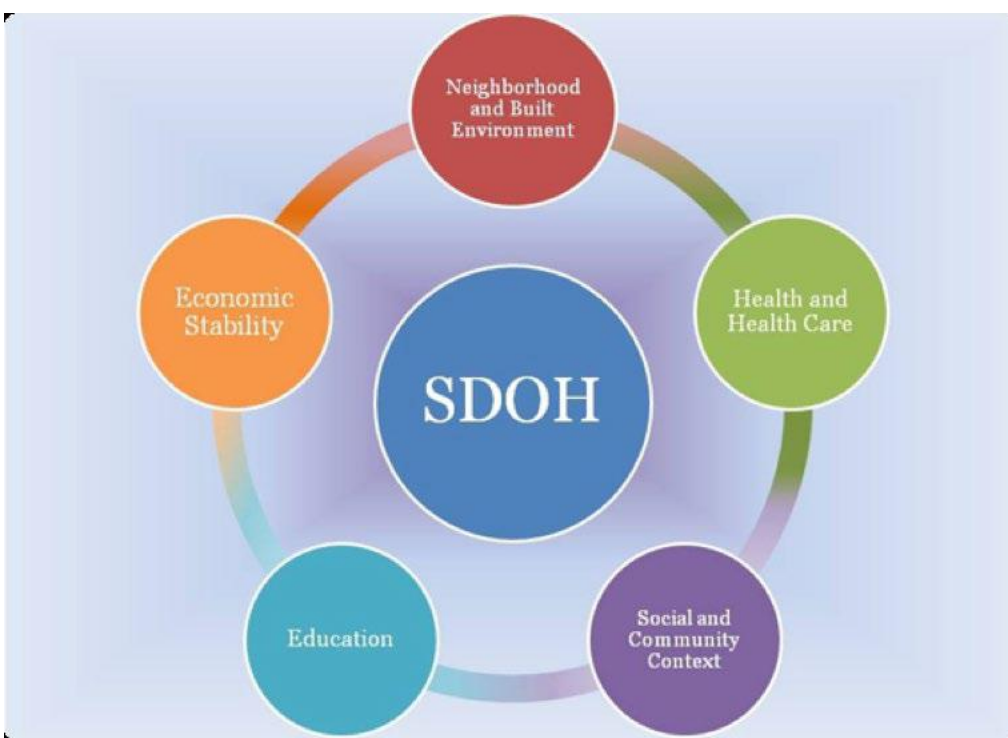 Neighborhood
and Built
Environment
Economic
Stability
Health and
Health Care
SDOH
Education
Social and
Community
Context